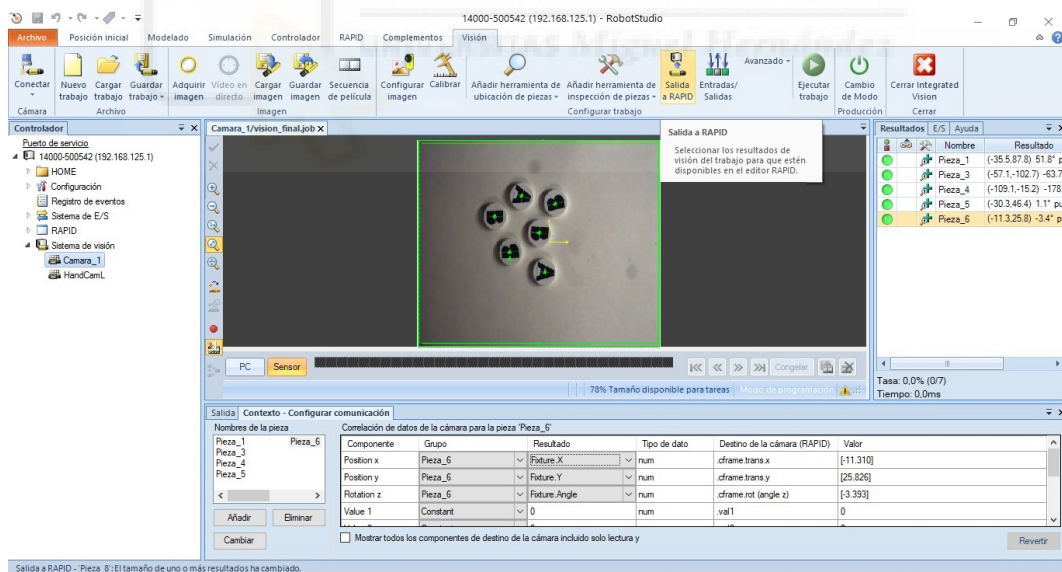 14000-500542 (192.168.125.1) - RobotStudio
Archivo Posición inicial Modelado Simulación Controlador RAPID Complementos Visión
Conectar
Nuevo trabajo
Cargar trabajo
Guardar trabajo
Adquirir imagen
Vídeo en directo
Cargar imagen
Guardar imagen
Secuencia de película
Configurar imagen
Calibrar
Añadir herramienta de ubicación de piezas
Añadir herramienta de inspección de piezas
Salida a RAPID
Entradas/ Salidas
Avanzado
Ejecutar trabajo
Cambio de Modo
Cerrar Integrated Vision
Cámara Archivo Imagen Configurar trabajo Producción Cerrar
Controlador
Puerto de servicio
14000-500542 (192.168.125.1)
HOME
Configuración
Registro de eventos
Sistema de E/S
RAPID
Sistema de visión
Camara_1
HandCamL
Camara_1/vision_final.job X
Salida a RAPID
Seleccionar los resultados de
visión del trabajo para que estén
disponibles en el editor RAPID.
A
B
B
B
A
PC Sensor Congelar
78% Tamaño disponible para tareas Modo de programación
Resultados E/S Ayuda
Nombre Resultado
Pieza_1 (-35.5,87.8) 51.8° p
Pieza_3 (-57.1,-102.7) -63.7
Pieza_4 (-109.1,-15.2) -178.
Pieza_5 (-30.3,46.4) 1.1° pu
Pieza_6 (-11.3,25.8) -3.4° p
Tasa: 0,0% (0/7)
Tiempo: 0,0ms
Salida Contexto - Configurar comunicación
Nombres de la pieza
Pieza_1 Pieza_6
Pieza_3
Pieza_4
Pieza_5
Añadir Eliminar
Cambiar
Correlación de datos de la cámara para la pieza 'Pieza_6'
Componente Grupo Resultado Tipo de dato Destino de la cámara (RAPID) Valor
Position x Pieza_6 Fixture.X num .cframe.trans.x [-11.310]
Position y Pieza_6 Fixture.Y num .cframe.trans.y [25.826]
Rotation z Pieza_6 Fixture.Angle num .cframe.rot (angle z) [-3.393]
Value 1 Constant 0 num .val1 0
Mostrar todos los componentes de destino de la cámara incluido solo lectura y
Revertir
Salida a RAPID - 'Pieza_8': El tamaño de uno o más resultados ha cambiado.